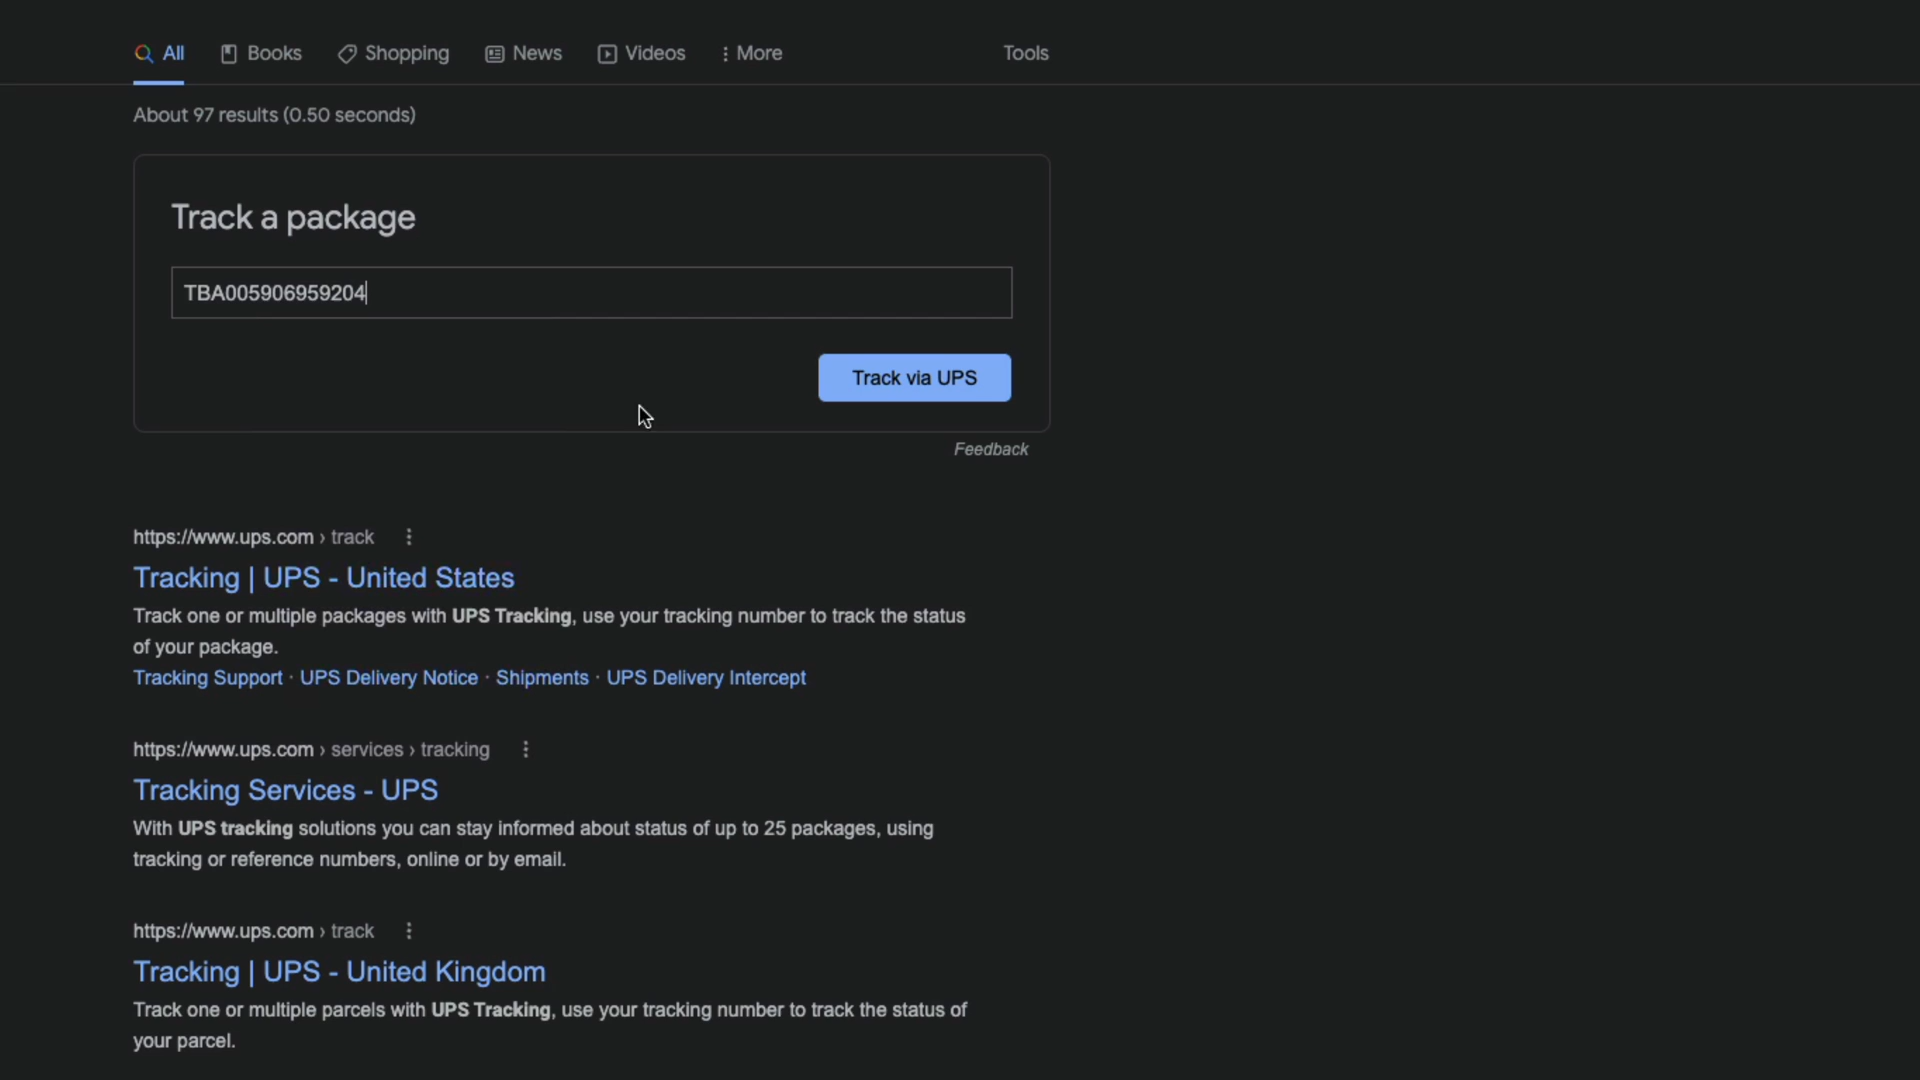 All Books Shopping News Videos More Tools
About 97 results (0.50 seconds)
Track a package
TBA005906959204
Track via UPS
Feedback
https://www.ups.com › track
Tracking | UPS - United States
Track one or multiple packages with UPS Tracking, use your tracking number to track the status
of your package.
Tracking Support · UPS Delivery Notice · Shipments · UPS Delivery Intercept
https://www.ups.com › services › tracking
Tracking Services - UPS
With UPS tracking solutions you can stay informed about status of up to 25 packages, using
tracking or reference numbers, online or by email.
https://www.ups.com › track
Tracking | UPS - United Kingdom
Track one or multiple parcels with UPS Tracking, use your tracking number to track the status of
your parcel.